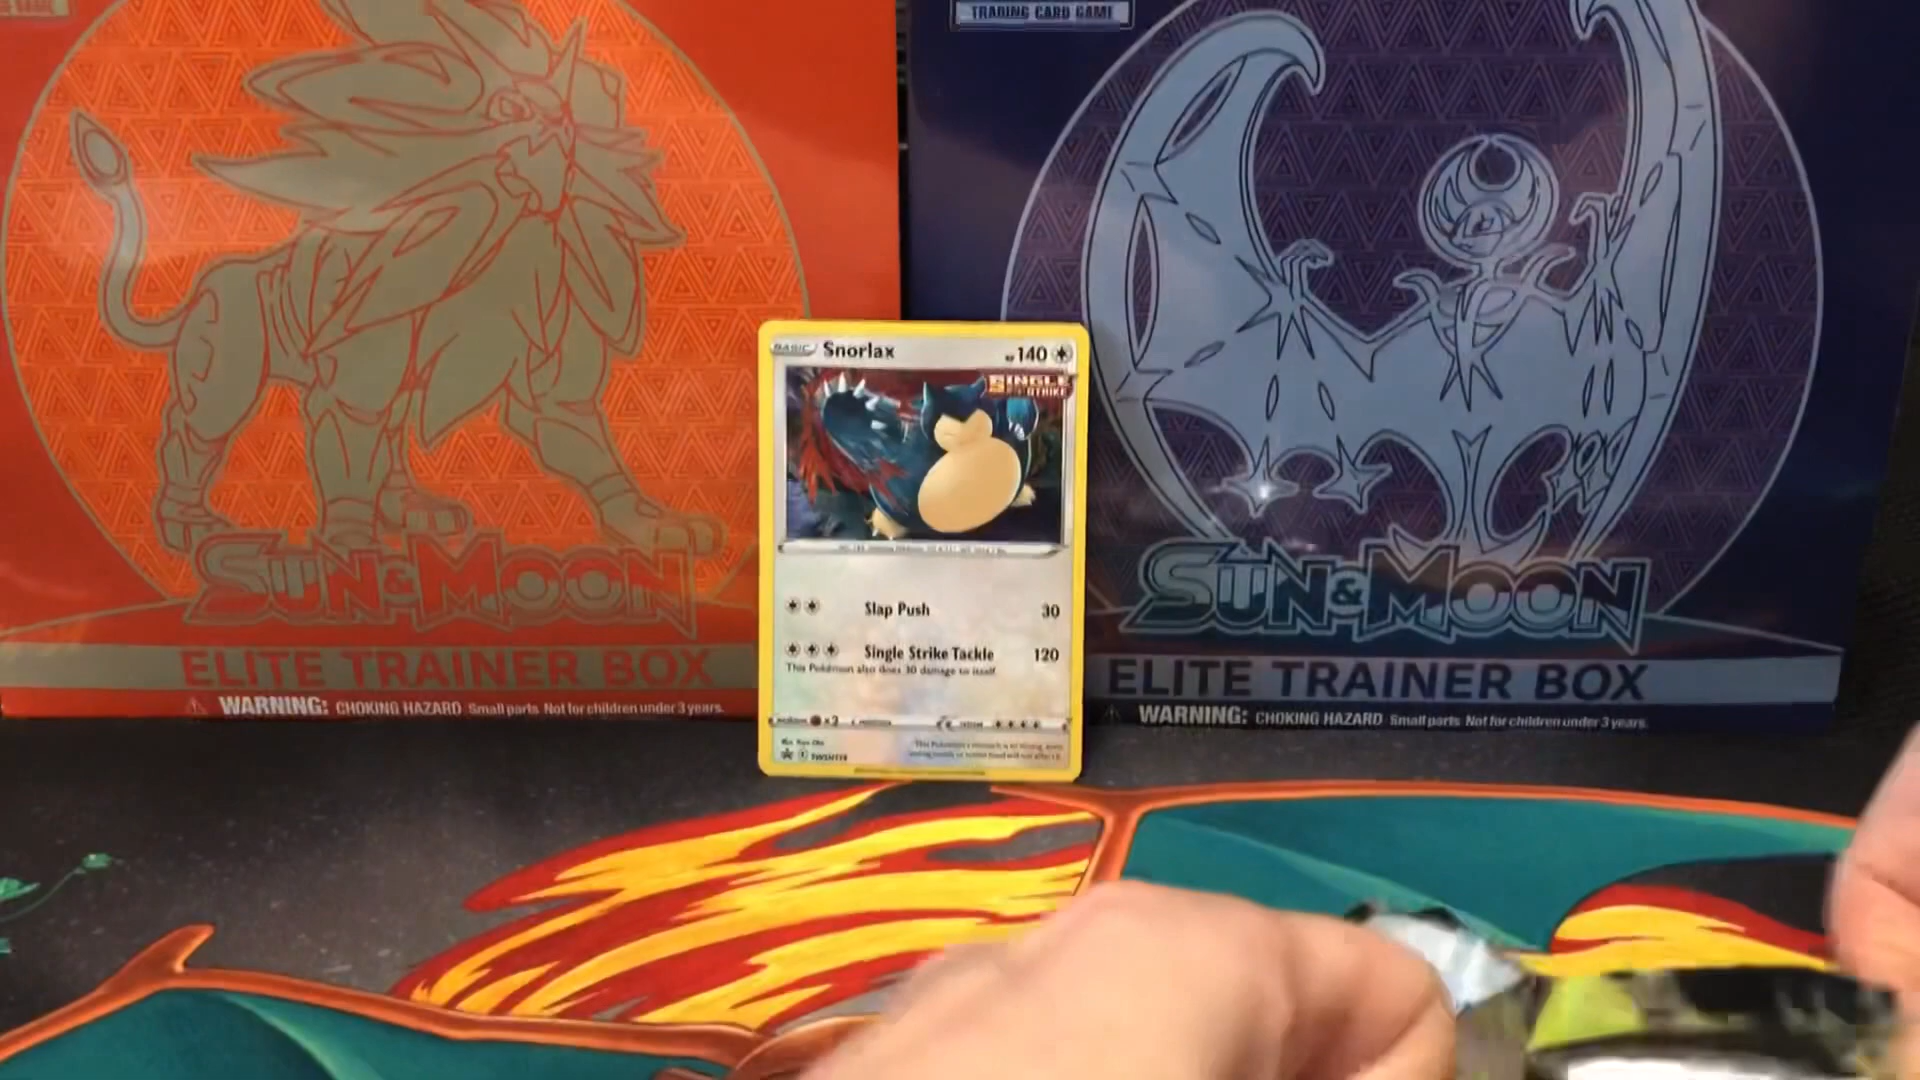 TRADING CARD GAME
BASIC Snorlax 140
SINGLE
STRIKE
Slap Push 30
Single Strike Tackle 120
This Pokémon also does 30 damage to itself.
×2
SUN & MOON
ELITE TRAINER BOX
WARNING: CHOKING HAZARD Small parts. Not for children under 3 years.
SUN & MOON
ELITE TRAINER BOX
WARNING: CHOKING HAZARD Small parts. Not for children under 3 years.